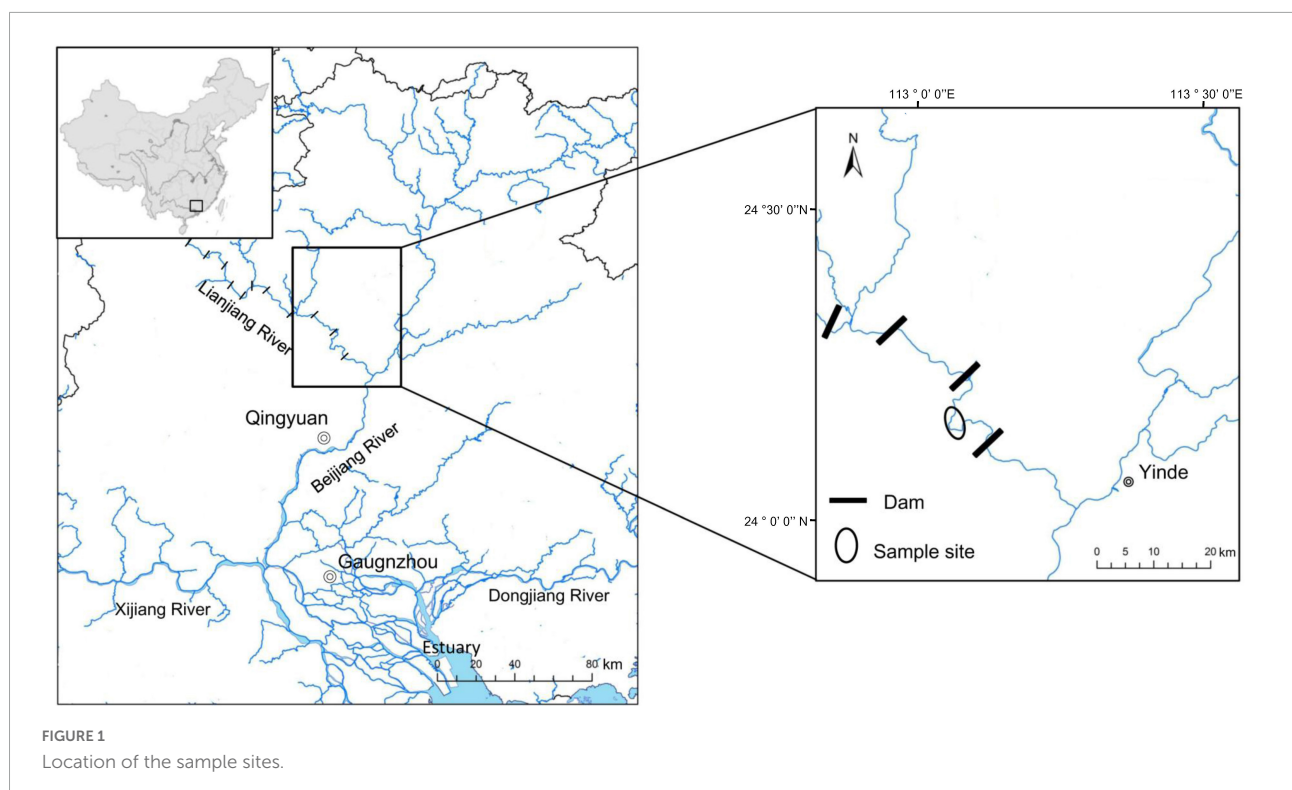 Lianjiang River
Qingyuan
Beijiang River
Gaugnzhou
Xijiang River
Dongjiang River
Estuary
0 20 40 80 km
113 ° 0' 0''E
113 ° 30' 0''E
N
24 ° 30' 0''N
24 ° 0' 0'' N
Yinde
Dam
Sample site
0 5 10 20 km
FIGURE 1
Location of the sample sites.